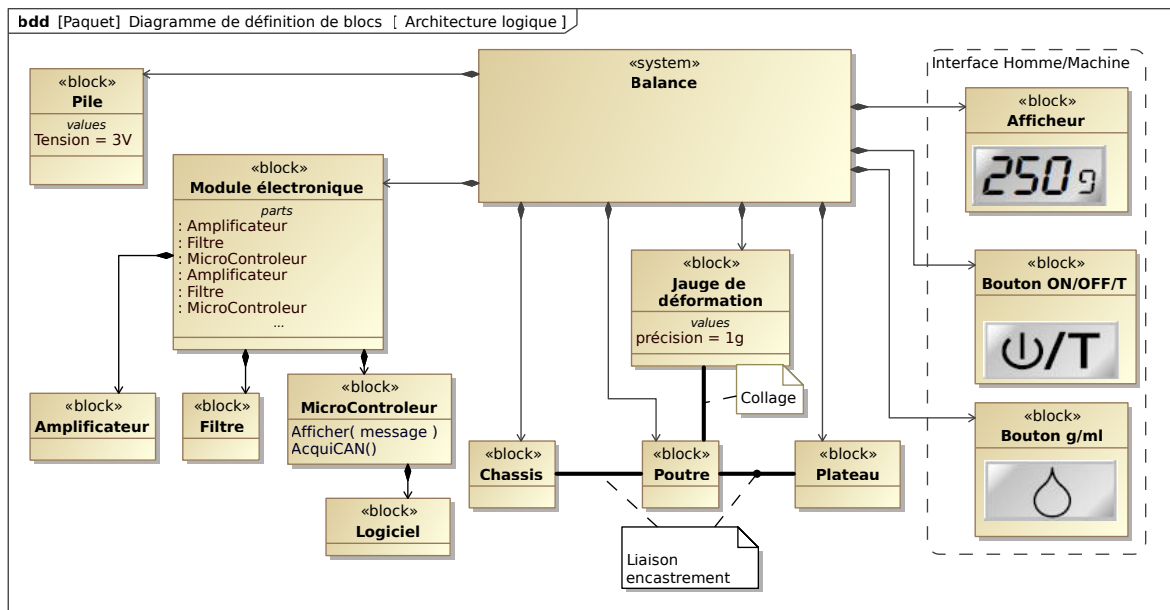 bdd [Paquet] Diagramme de définition de blocs [ Architecture logique ]
«system»
Balance
«block»
Pile
values
Tension = 3V
«block»
Module électronique
parts
: Amplificateur
: Filtre
: MicroControleur
: Amplificateur
: Filtre
: MicroControleur
...
«block»
Amplificateur
«block»
Filtre
«block»
MicroControleur
Afficher( message )
AcquiCAN()
«block»
Logiciel
«block»
Jauge de
déformation
values
précision = 1g
Collage
«block»
Chassis
«block»
Poutre
«block»
Plateau
Liaison
encastrement
Interface Homme/Machine
«block»
Afficheur
250 g
«block»
Bouton ON/OFF/T
/T
«block»
Bouton g/ml